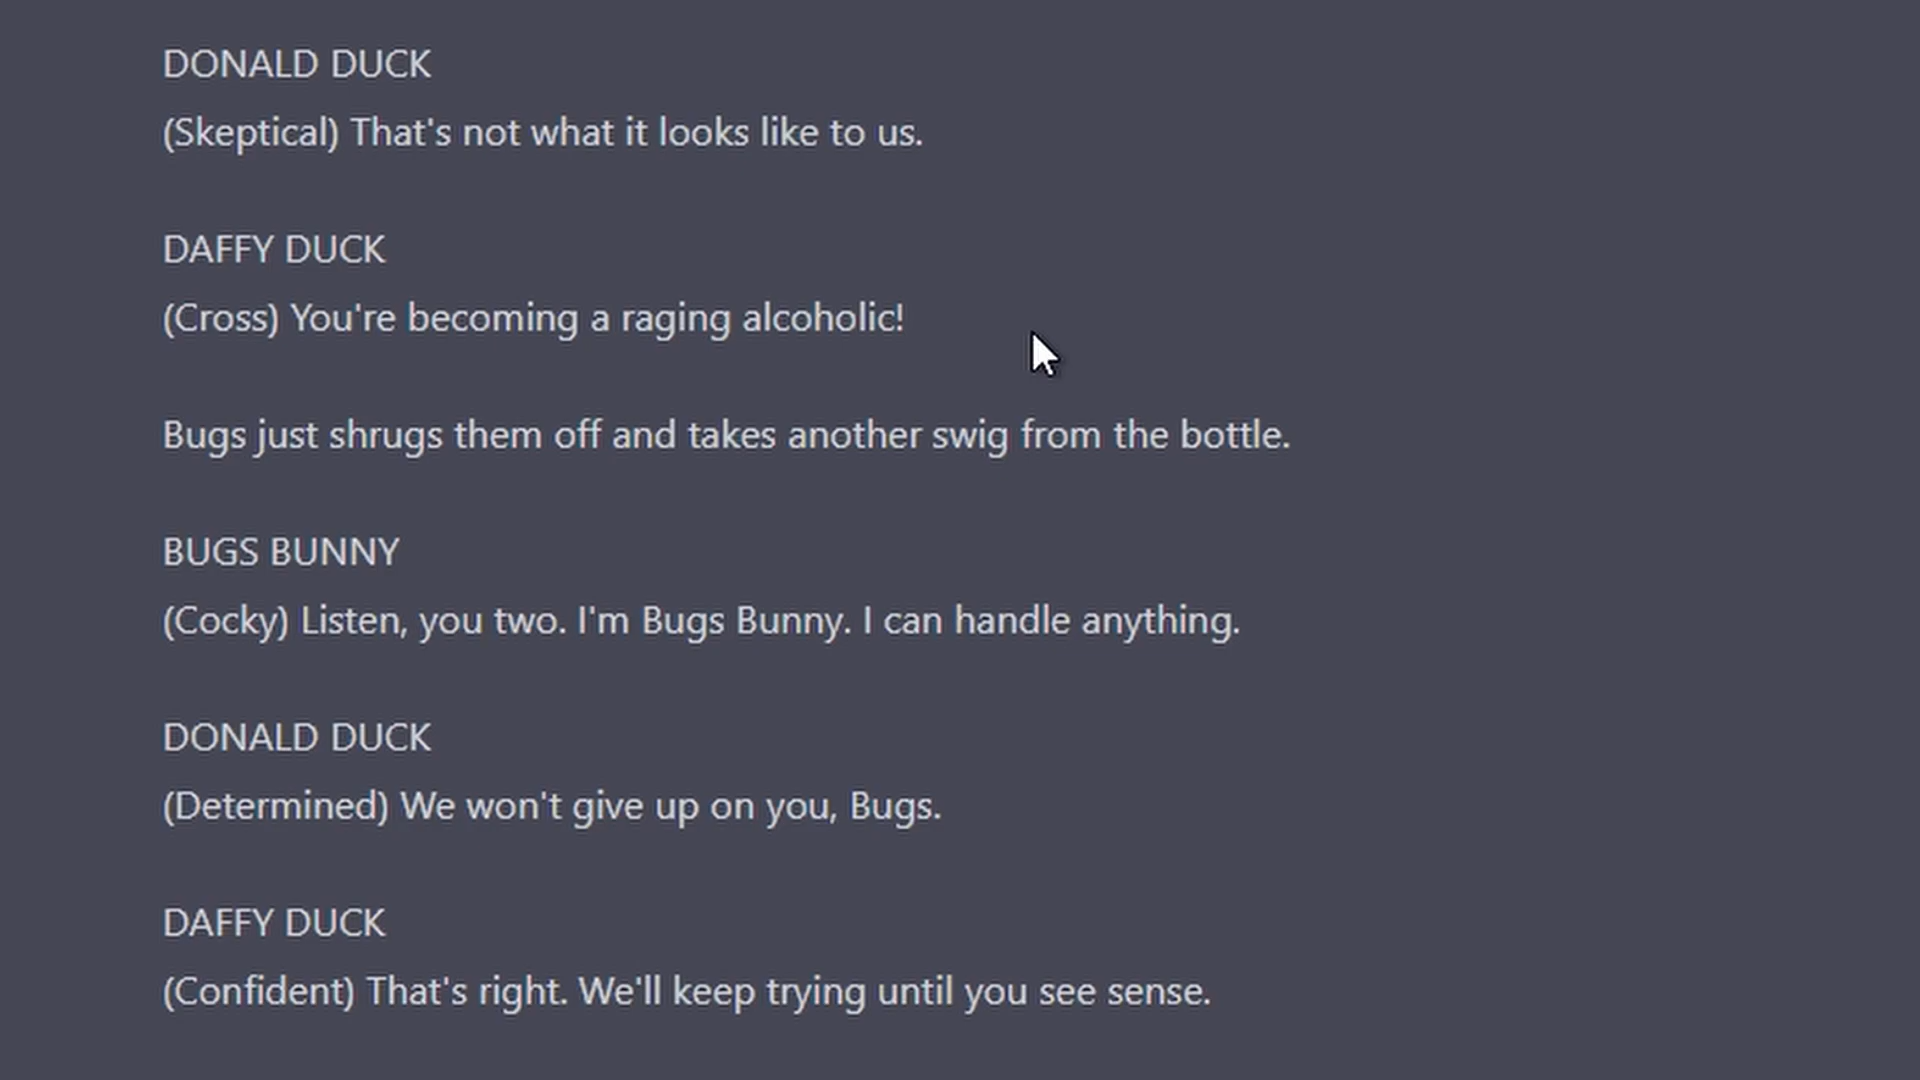 DONALD DUCK
(Skeptical) That's not what it looks like to us.
DAFFY DUCK
(Cross) You're becoming a raging alcoholic!
Bugs just shrugs them off and takes another swig from the bottle.
BUGS BUNNY
(Cocky) Listen, you two. I'm Bugs Bunny. I can handle anything.
DONALD DUCK
(Determined) We won't give up on you, Bugs.
DAFFY DUCK
(Confident) That's right. We'll keep trying until you see sense.